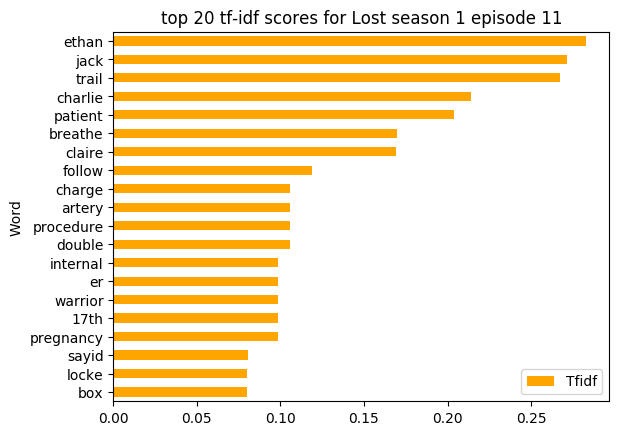 top 20 tf-idf scores for Lost season 1 episode 11
ethan
jack
trail
charlie
patient
breathe
claire
follow
charge
artery
procedure
double
internal
er
warrior
17th
pregnancy
sayid
locke
box
Word
Tfidf
0.00 0.05 0.10 0.15 0.20 0.25